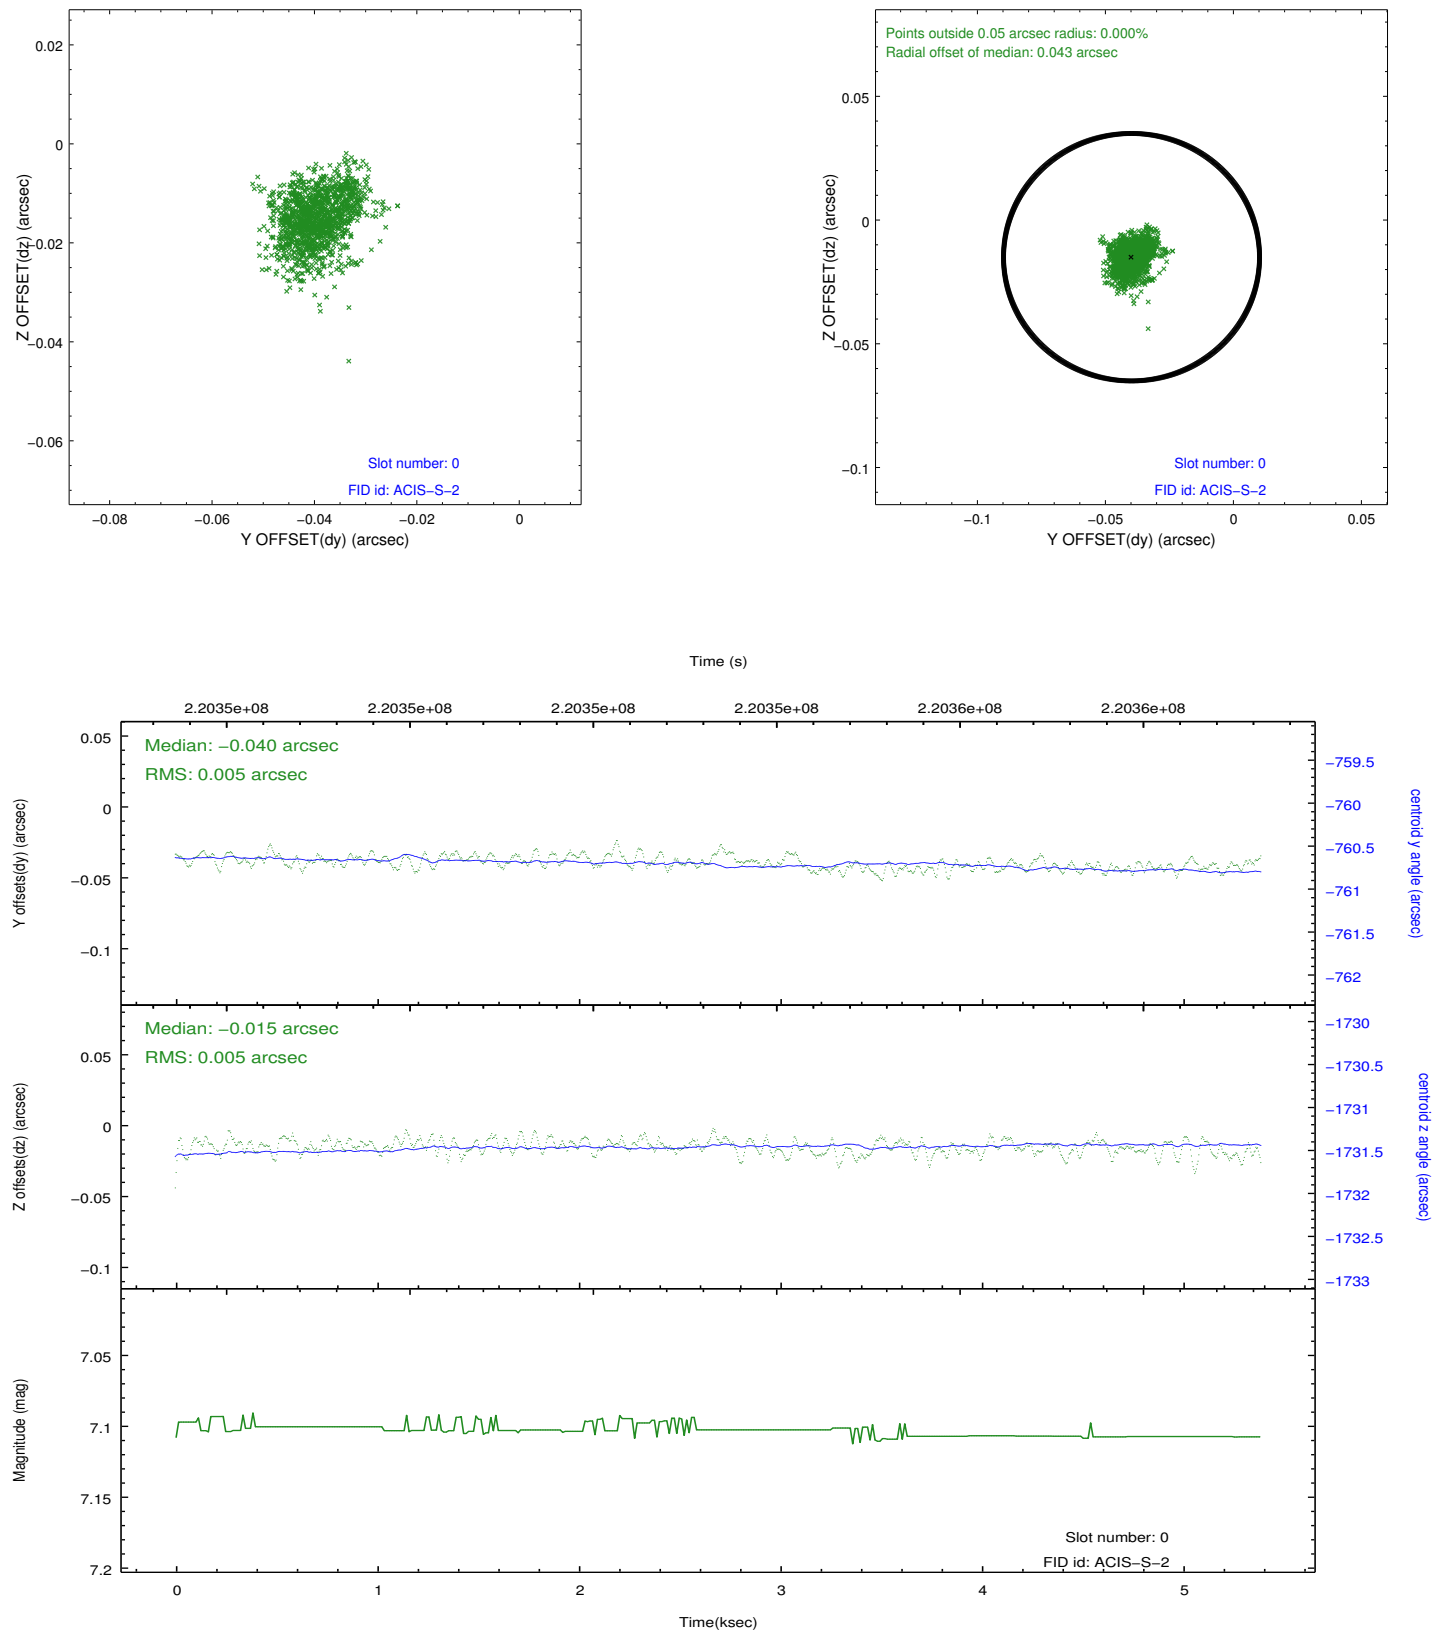 0.02
0
−0.02
−0.04
−0.06
Z OFFSET(dz) (arcsec)
Slot number: 0
FID id: ACIS−S−2
−0.08
−0.06
−0.04
−0.02
0
Y OFFSET(dy) (arcsec)
Points outside 0.05 arcsec radius: 0.000%
Radial offset of median: 0.043 arcsec
0.05
0
−0.05
−0.1
Z OFFSET(dz) (arcsec)
Slot number: 0
FID id: ACIS−S−2
−0.1
−0.05
0
0.05
Y OFFSET(dy) (arcsec)
Time (s)
2.2035e+08
2.2035e+08
2.2035e+08
2.2035e+08
2.2036e+08
2.2036e+08
Median: −0.040 arcsec
RMS: 0.005 arcsec
0.05
0
−0.05
−0.1
Y offsets(dy) (arcsec)
−759.5
−760
−760.5
−761
−761.5
−762
centroid y angle (arcsec)
Median: −0.015 arcsec
RMS: 0.005 arcsec
0.05
0
−0.05
−0.1
Z offsets(dz) (arcsec)
−1730
−1730.5
−1731
−1731.5
−1732
−1732.5
−1733
centroid z angle (arcsec)
7.05
7.1
7.15
7.2
Magnitude (mag)
Slot number: 0
FID id: ACIS−S−2
0
1
2
3
4
5
Time(ksec)